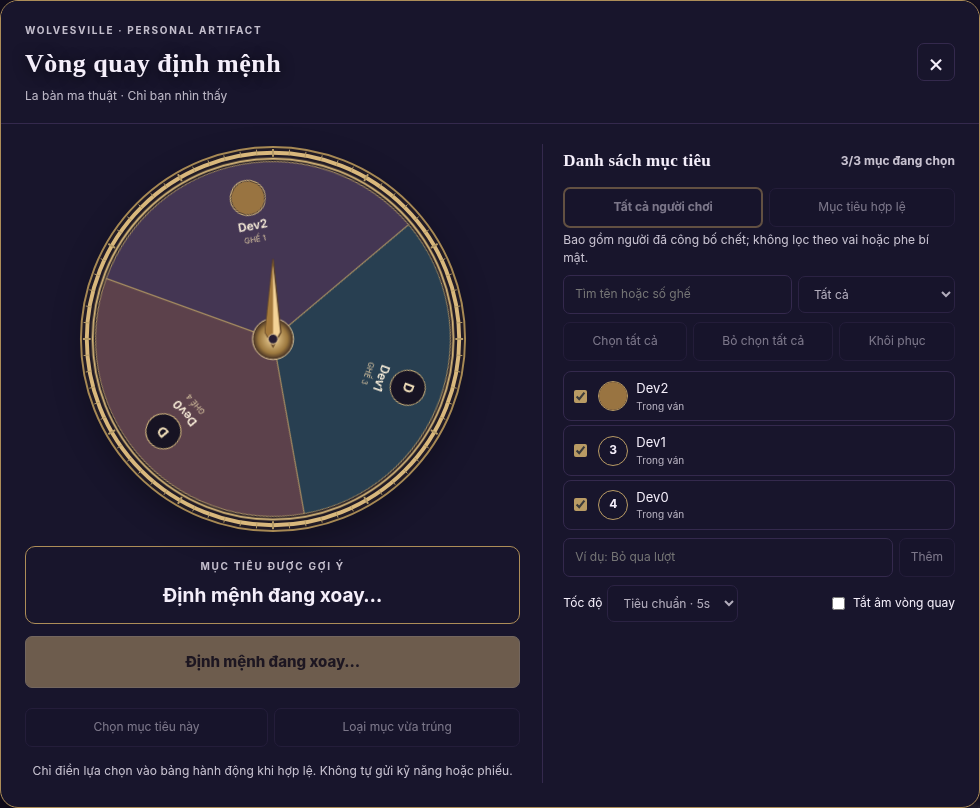 WOLVESVILLE · PERSONAL ARTIFACT
Vòng quay định mệnh
La bàn ma thuật · Chỉ bạn nhìn thấy
×
Dev2
GHẾ 1
Dev1
GHẾ 3
D
Dev0
GHẾ 4
D
MỤC TIÊU ĐƯỢC GỢI Ý
Định mệnh đang xoay...
Định mệnh đang xoay...
Chọn mục tiêu này
Loại mục vừa trúng
Chỉ điền lựa chọn vào bảng hành động khi hợp lệ. Không tự gửi kỹ năng hoặc phiếu.
Danh sách mục tiêu
3/3 mục đang chọn
Tất cả người chơi
Mục tiêu hợp lệ
Bao gồm người đã công bố chết; không lọc theo vai hoặc phe bí
mật.
Tìm tên hoặc số ghế
Tất cả
Chọn tất cả
Bỏ chọn tất cả
Khôi phục
Dev2
Trong ván
3
Dev1
Trong ván
4
Dev0
Trong ván
Ví dụ: Bỏ qua lượt
Thêm
Tốc độ
Tiêu chuẩn · 5s
Tắt âm vòng quay